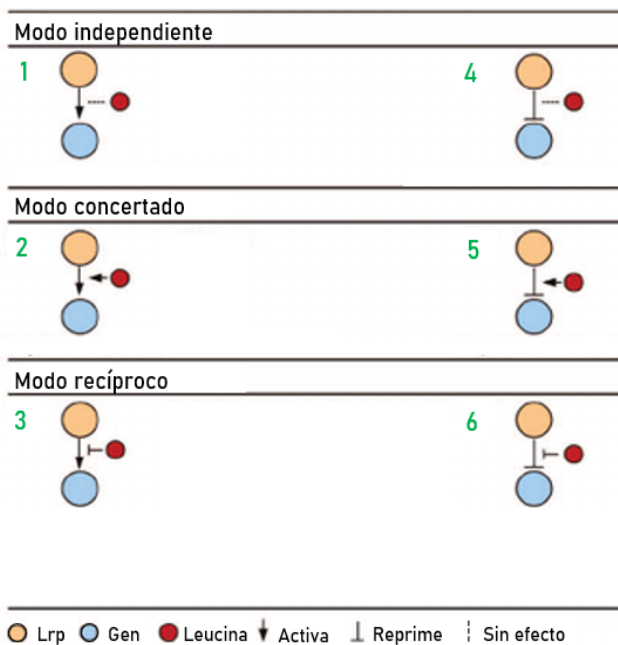 Modo independiente
1 4
Modo concertado
2 5
Modo recíproco
3 6
Lrp Gen Leucina Activa Reprime Sin efecto